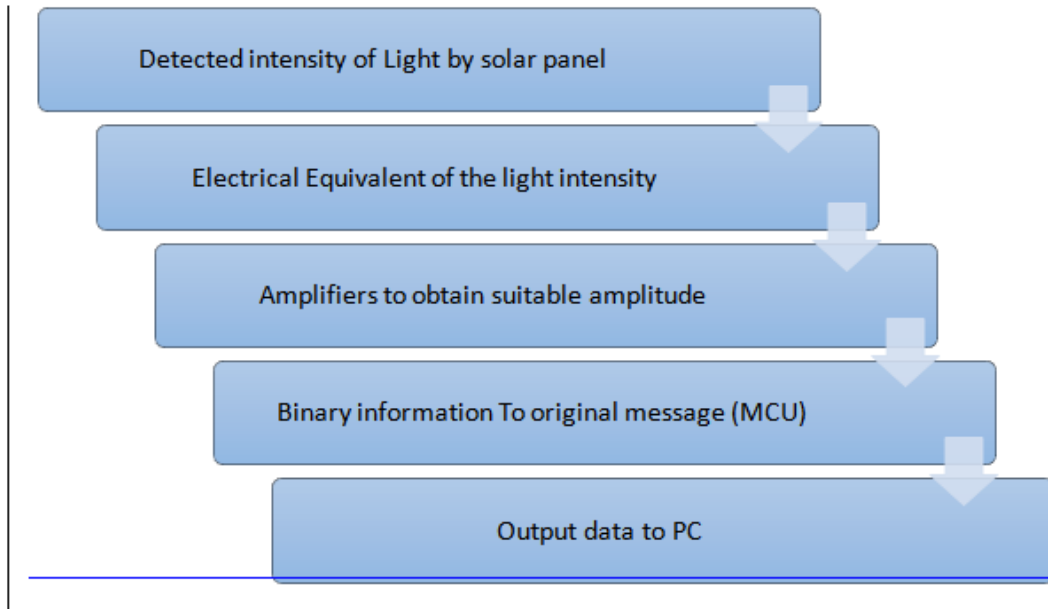 Detected intensity of Light by solar panel
Electrical Equivalent of the light intensity
Amplifiers to obtain suitable amplitude
Binary information To original message (MCU)
Output data to PC